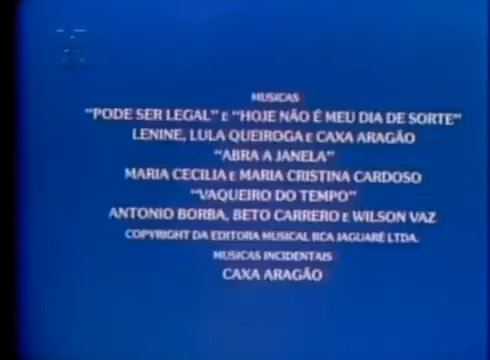 MUSICAS
"PODE SER LEGAL" E "HOJE NÃO É MEU DIA DE SORTE"
LENINE, LULA QUEIROGA E CAXA ARAGÃO
"ABRA A JANELA"
MARIA CECILIA E MARIA CRISTINA CARDOSO
"VAQUEIRO DO TEMPO"
ANTONIO BORBA, BETO CARRERO E WILSON VAZ
COPYRIGHT DA EDITORA MUSICAL RCA JAGUARÉ LTDA.
MUSICAS INCIDENTAIS
CAXA ARAGÃO